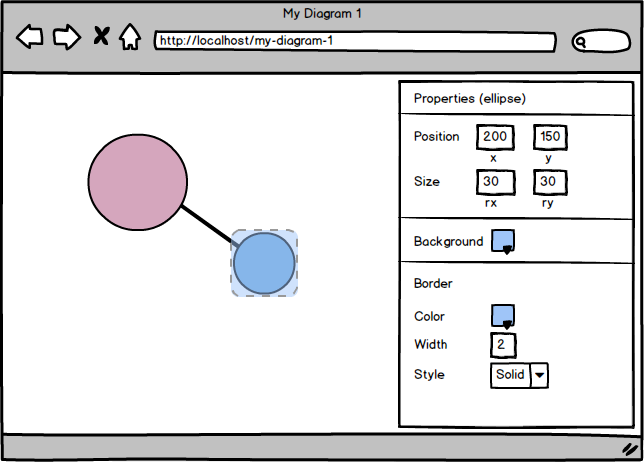 My Diagram 1
http://localhost/my-diagram-1
Properties (ellipse)
Position 200 150
x y
Size 30 30
rx ry
Background
Border
Color
Width 2
Style Solid